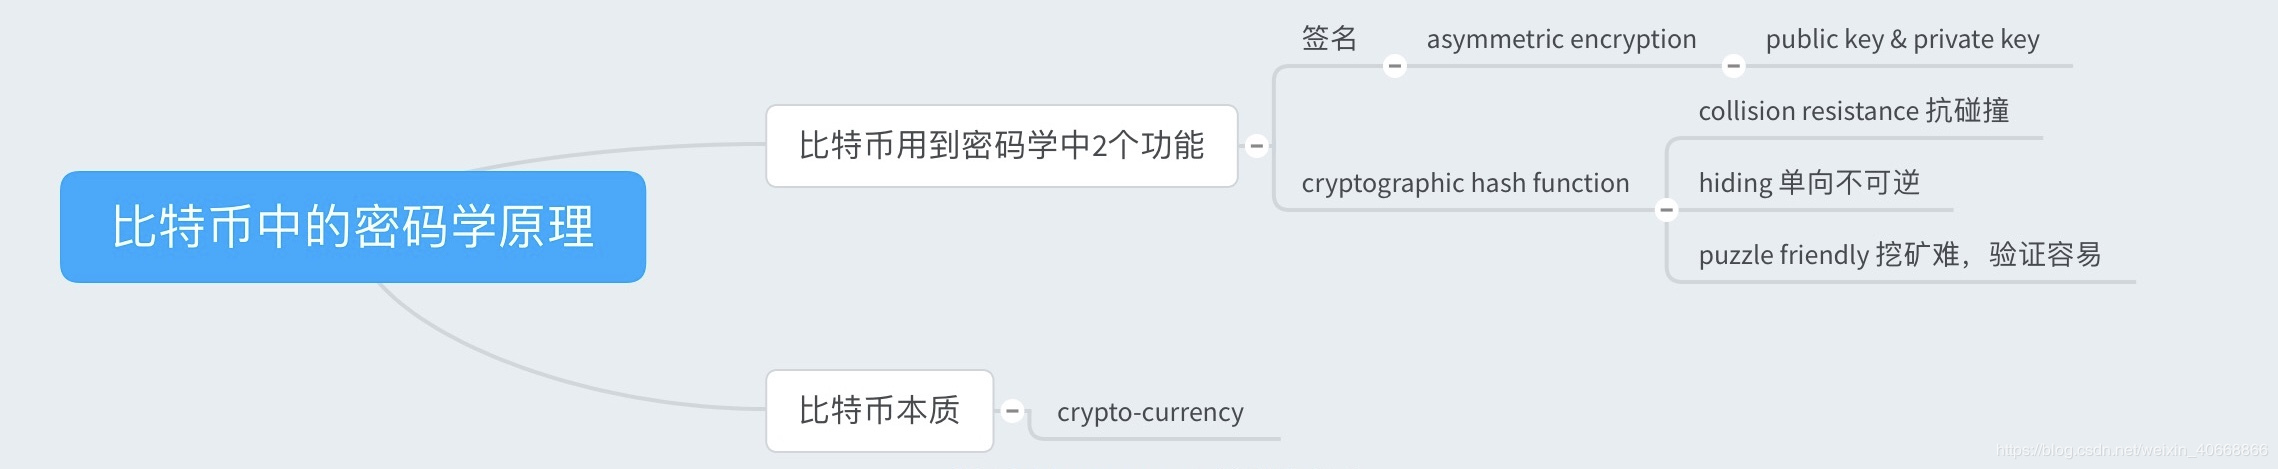 签名
asymmetric encryption
public key & private key
collision resistance 抗碰撞
比特币用到密码学中2个功能
cryptographic hash function
hiding 单向不可逆
比特币中的密码学原理
puzzle friendly 挖矿难，验证容易
比特币本质
crypto-currency
https://blog.csdn.net/weixin_40668866